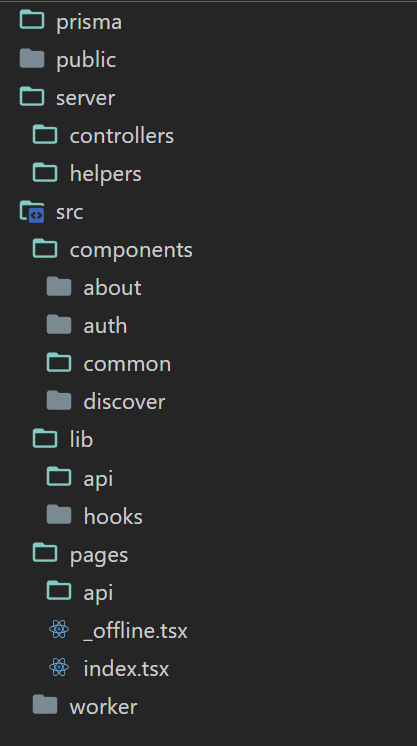 prisma
public
server
controllers
helpers
src
components
about
auth
common
discover
lib
api
hooks
pages
api
_offline.tsx
index.tsx
worker